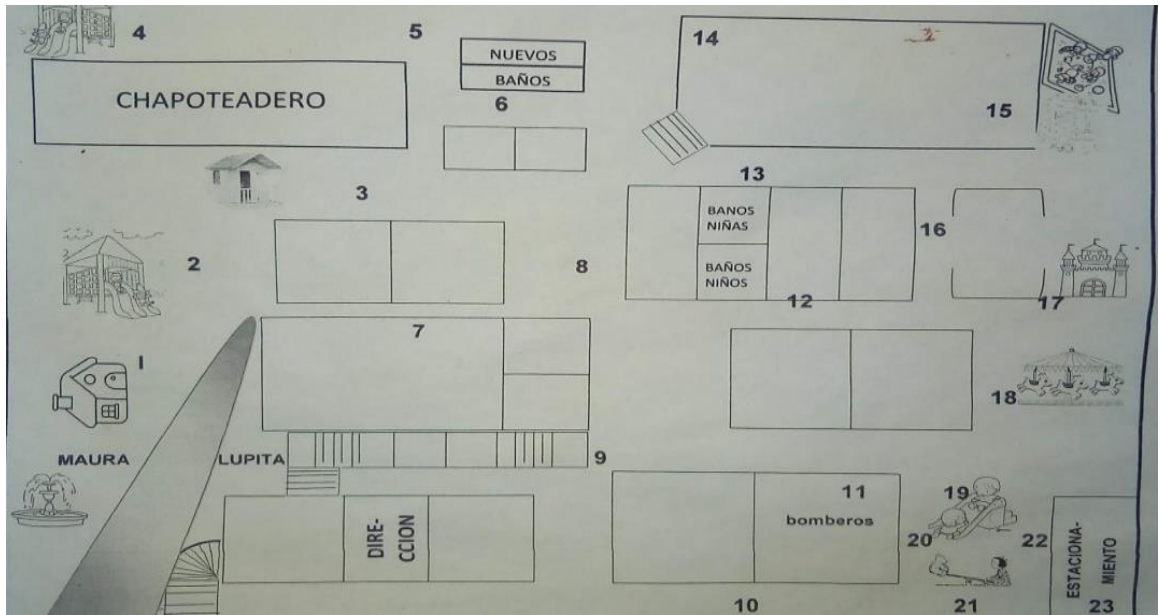 4
5
NUEVOS
BAÑOS
14
CHAPOTEADERO
6
15
3
13
BANOS
NIÑAS
16
2
8
BAÑOS
NIÑOS
12
17
7
1
18
MAURA
LUPITA
9
11
bomberos
19
DIRE-
CCION
20
22
ESTACIONA-
MIENTO
10
21
23